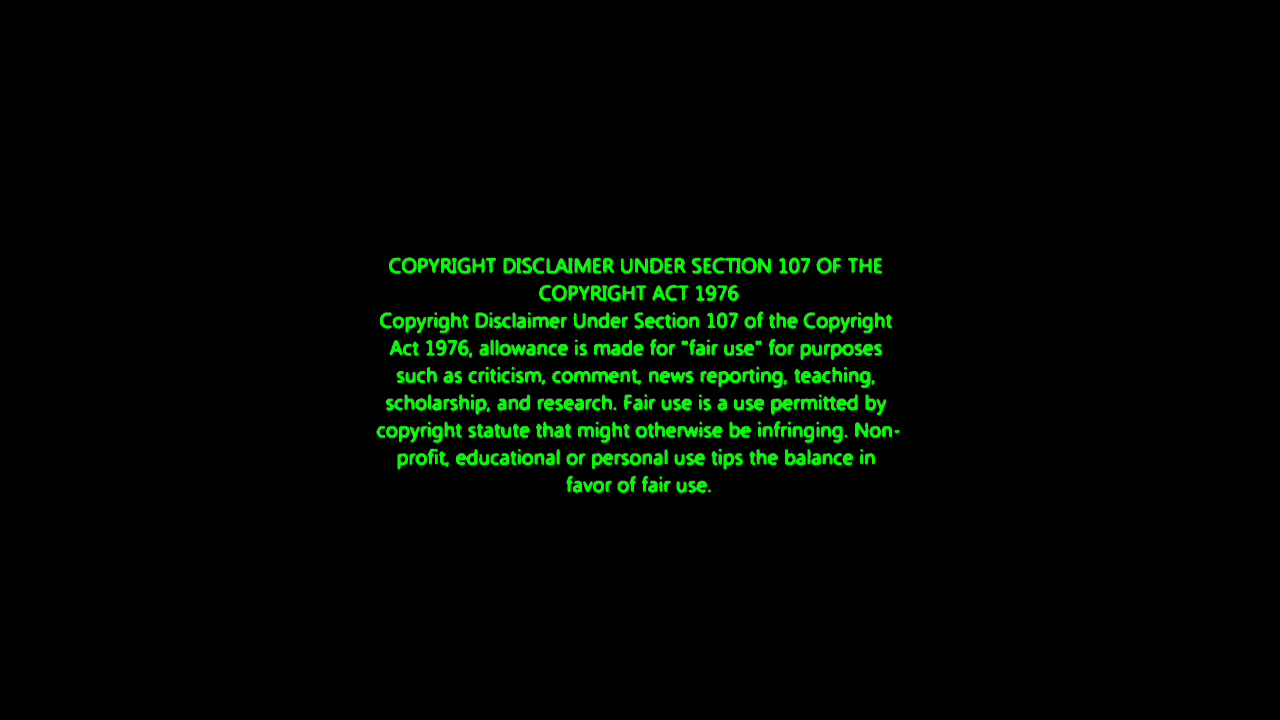 COPYRIGHT DISCLAIMER UNDER SECTION 107 OF THE
COPYRIGHT ACT 1976
Copyright Disclaimer Under Section 107 of the Copyright
Act 1976, allowance is made for "fair use" for purposes
such as criticism, comment, news reporting, teaching,
scholarship, and research. Fair use is a use permitted by
copyright statute that might otherwise be infringing. Non-
profit, educational or personal use tips the balance in
favor of fair use.